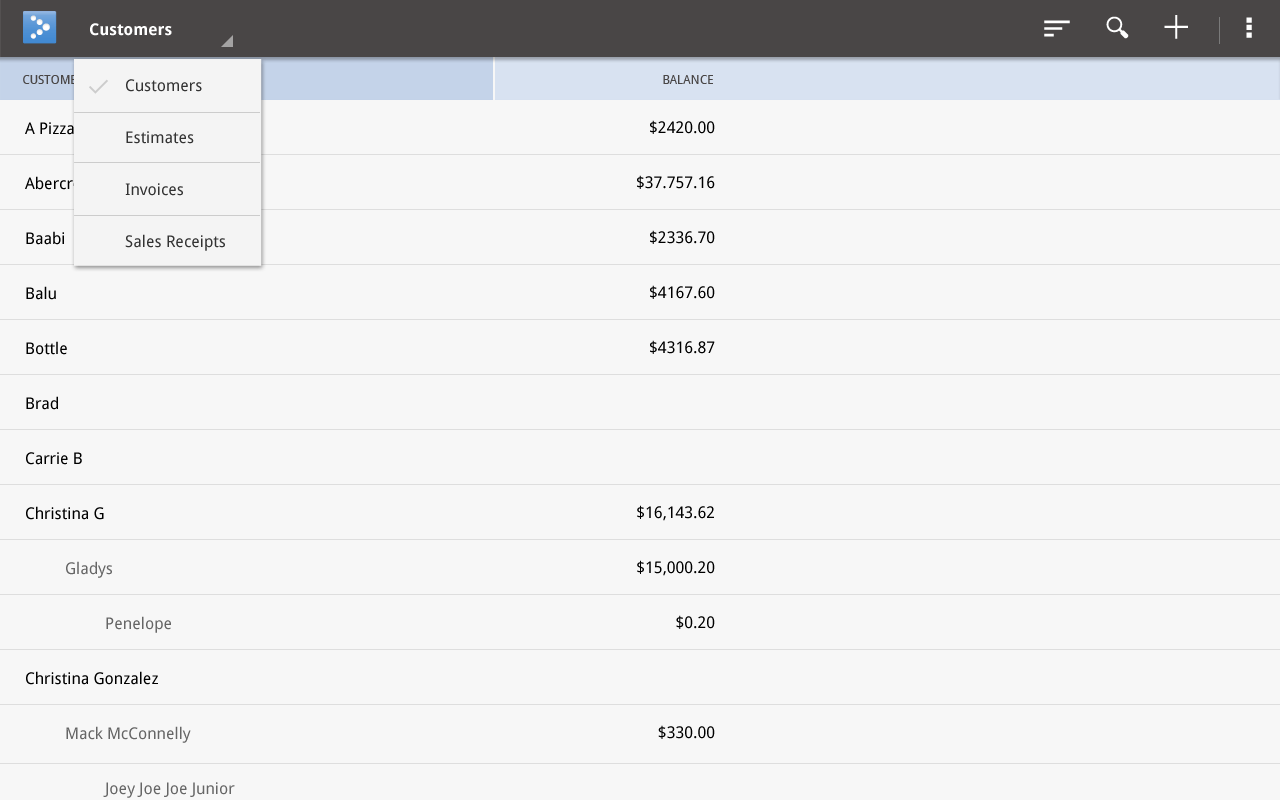 Customers
CUSTOME
BALANCE
Customers
Estimates
Invoices
Sales Receipts
A Pizza $2420.00
Abercr $37.757.16
Baabi $2336.70
Balu $4167.60
Bottle $4316.87
Brad
Carrie B
Christina G $16,143.62
Gladys $15,000.20
Penelope $0.20
Christina Gonzalez
Mack McConnelly $330.00
Joey Joe Joe Junior